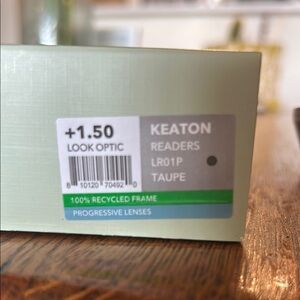 +1.50
LOOK OPTIC
8 10120 70492 0
KEATON
READERS
LR01P
TAUPE
100% RECYCLED FRAME
PROGRESSIVE LENSES